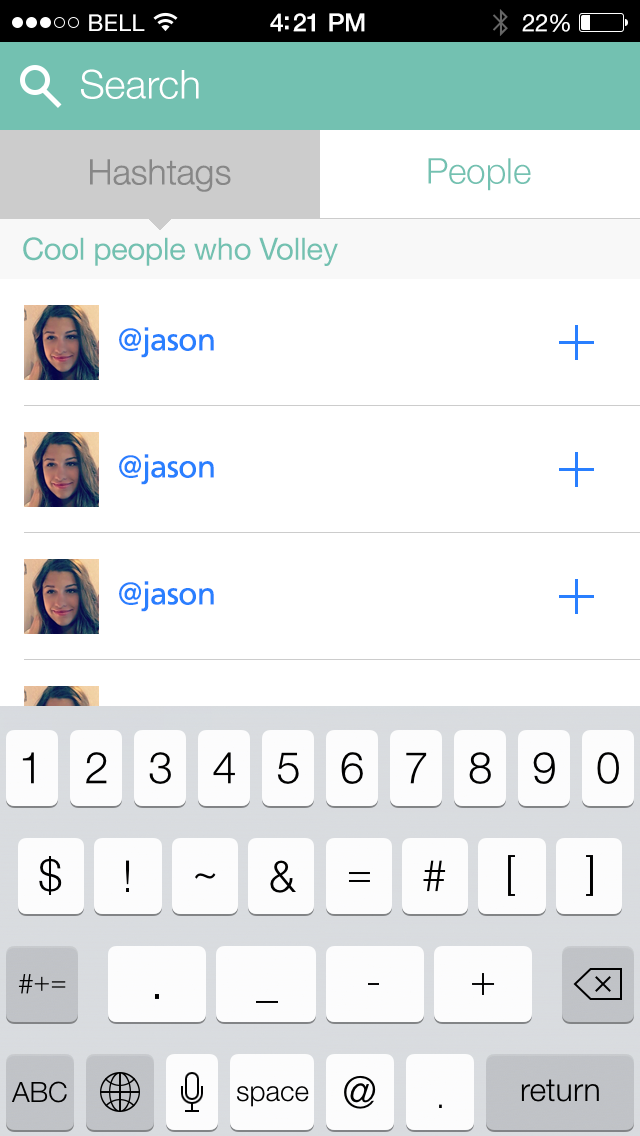 BELL 4:21 PM 22%
Search
Hashtags People
Cool people who Volley
@jason +
@jason +
@jason +
1 2 3 4 5 6 7 8 9 0
$ ! ~ & = # [ ]
#+= . _ - +
ABC space @ . return